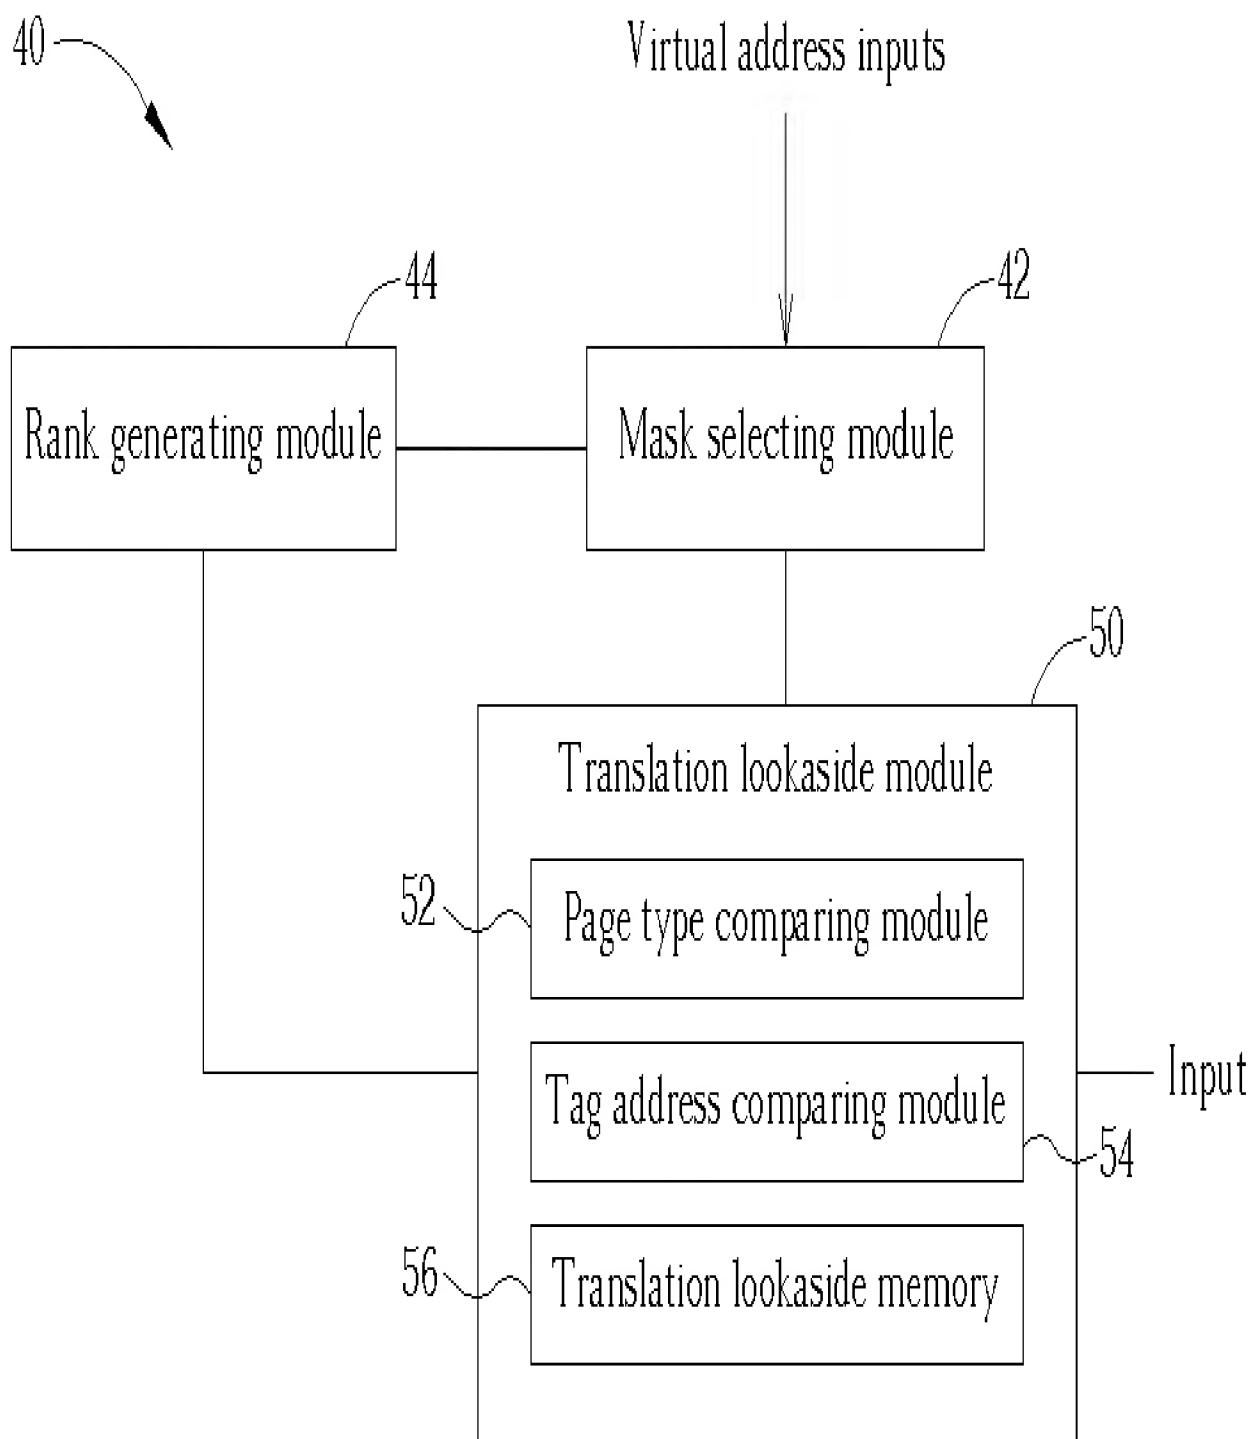 40
Virtual address inputs
44
42
Rank generating module
Mask selecting module
50
Translation lookaside module
52
Page type comparing module
Tag address comparing module
Input
54
56
Translation lookaside memory